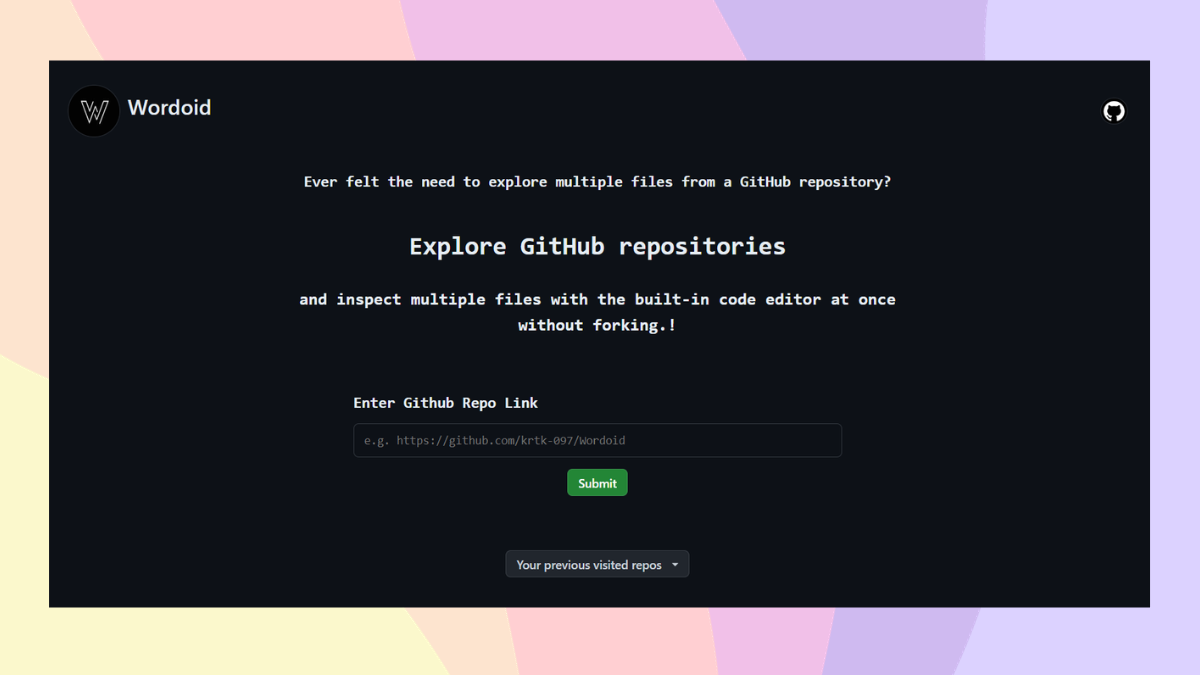 W Wordoid
Ever felt the need to explore multiple files from a GitHub repository?
Explore GitHub repositories
and inspect multiple files with the built-in code editor at once
without forking.!
Enter Github Repo Link
e.g. https://github.com/krtk-097/Wordoid
Submit
Your previous visited repos